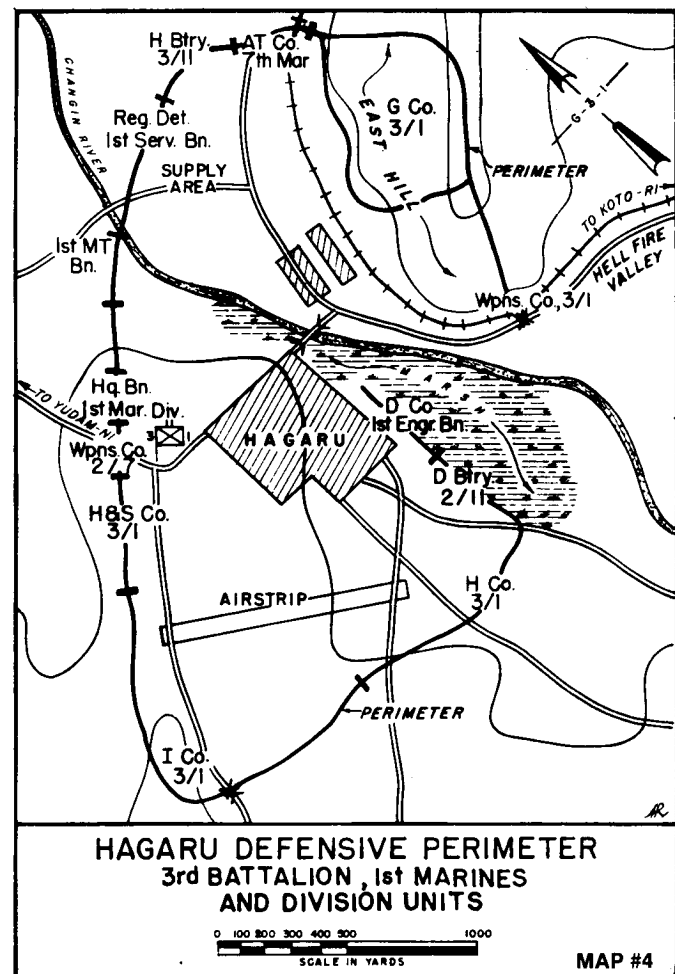 H Btry.
3/11
AT Co.
7th Mar
CHANGIN RIVER
Reg. Det.
1st Serv. Bn.
G Co.
3/1
EAST HILL
G-3-1
SUPPLY
AREA
PERIMETER
TO KOTO-RI
HELL FIRE
VALLEY
1st MT
Bn.
Wpns. Co., 3/1
MARSH
TO YUDAM-NI
Hq. Bn.
1st Mar. Div.
3 1
D Co
1st Engr. Bn.
HAGARU
Wpns. Co.
2/7
D Btry
2/11
H&S Co.
3/1
H Co.
3/1
AIRSTRIP
PERIMETER
I Co.
3/1
HAGARU DEFENSIVE PERIMETER
3rd BATTALION, 1st MARINES
AND DIVISION UNITS
0 100 200 300 400 500 1000
SCALE IN YARDS
MAP #4